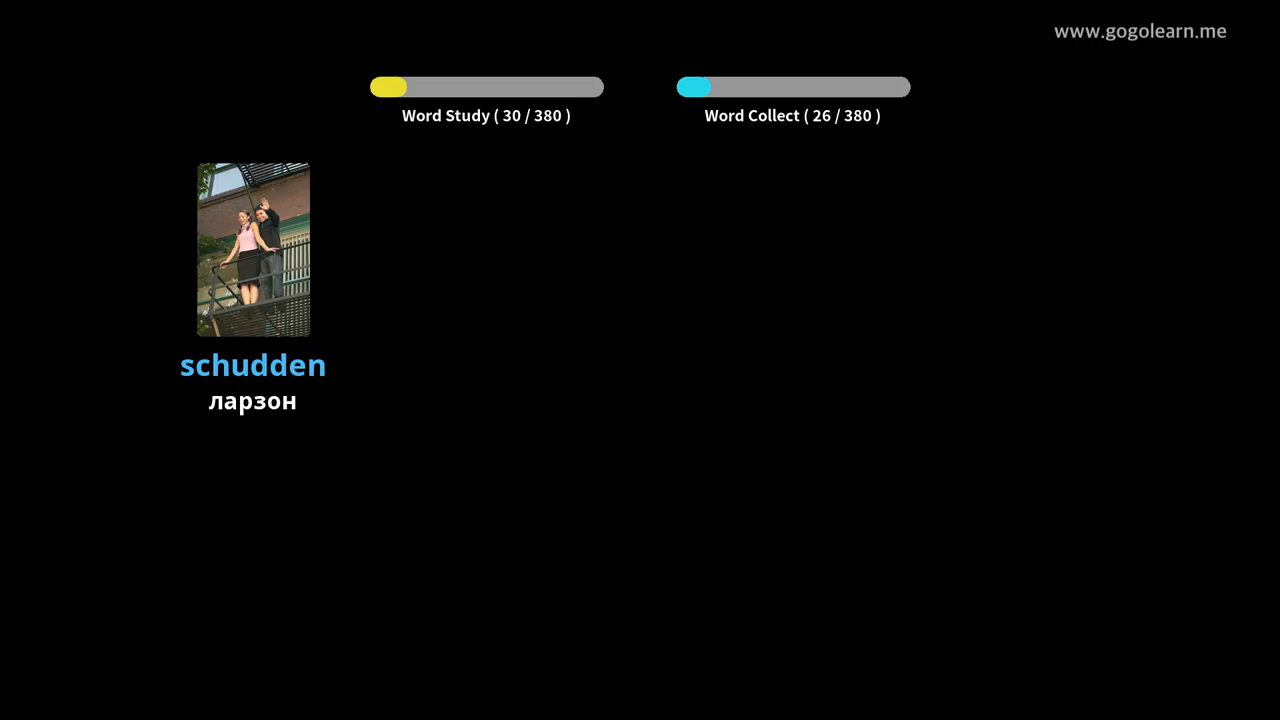 www.gogolearn.me
Word Study ( 30 / 380 )
Word Collect ( 26 / 380 )
schudden
ларзон